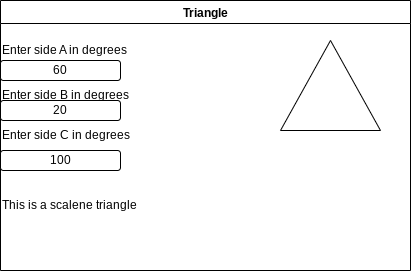 Triangle
Enter side A in degrees
60
Enter side B in degrees
20
Enter side C in degrees
100
This is a scalene triangle